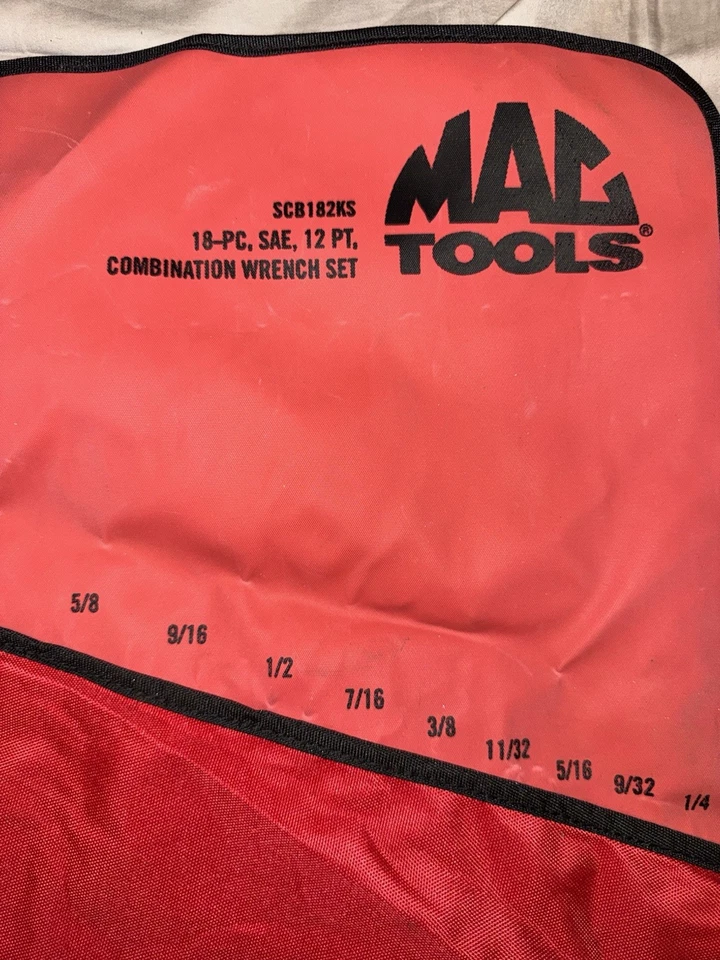 MAC
TOOLS®
SCB182KS
18-PC, SAE, 12 PT,
COMBINATION WRENCH SET
5/8
9/16
1/2
7/16
3/8
11/32
5/16
9/32
1/4